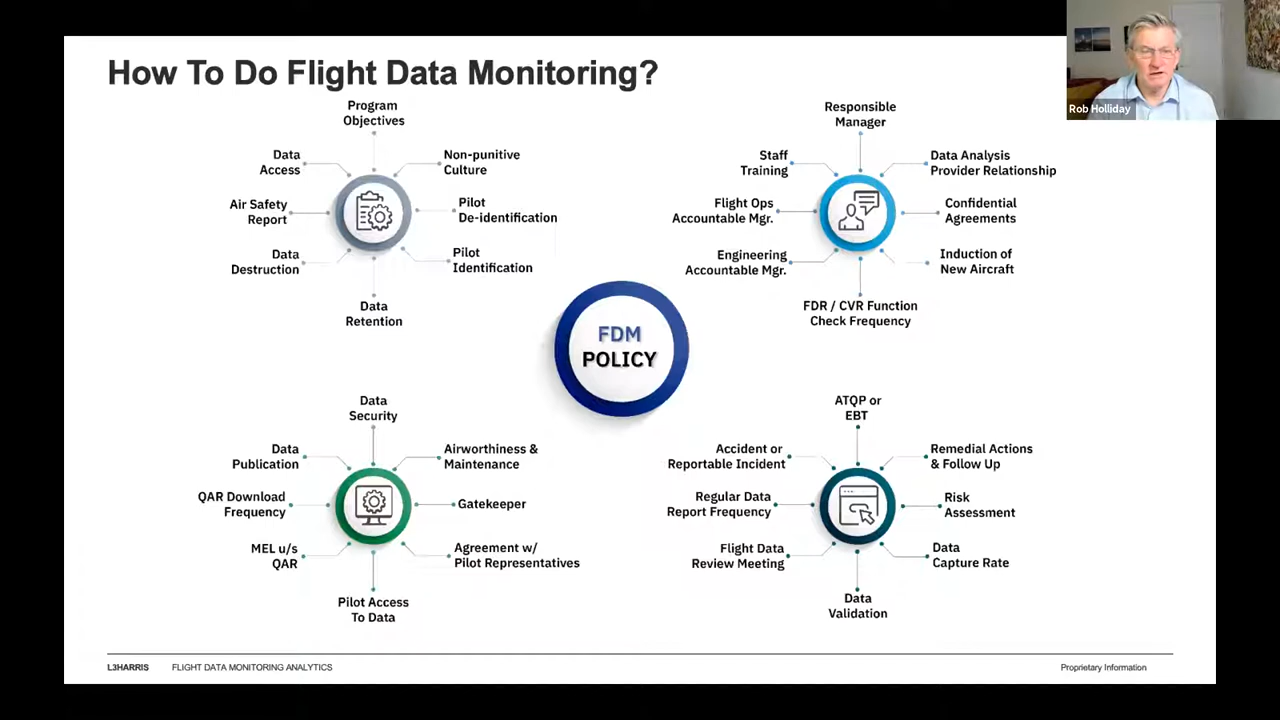 How To Do Flight Data Monitoring?
Rob Holliday
Program
Objectives
Data
Access
Non-punitive
Culture
Air Safety
Report
Pilot
De-identification
Data
Destruction
Pilot
Identification
Data
Retention
Responsible
Manager
Staff
Training
Data Analysis
Provider Relationship
Flight Ops
Accountable Mgr.
Confidential
Agreements
Engineering
Accountable Mgr.
Induction of
New Aircraft
FDR / CVR Function
Check Frequency
FDM
POLICY
Data
Security
Data
Publication
Airworthiness &
Maintenance
QAR Download
Frequency
Gatekeeper
MEL u/s
QAR
Agreement w/
Pilot Representatives
Pilot Access
To Data
ATQP or
EBT
Accident or
Reportable Incident
Remedial Actions
& Follow Up
Regular Data
Report Frequency
Risk
Assessment
Flight Data
Review Meeting
Data
Capture Rate
Data
Validation
L3HARRIS FLIGHT DATA MONITORING ANALYTICS
Proprietary Information